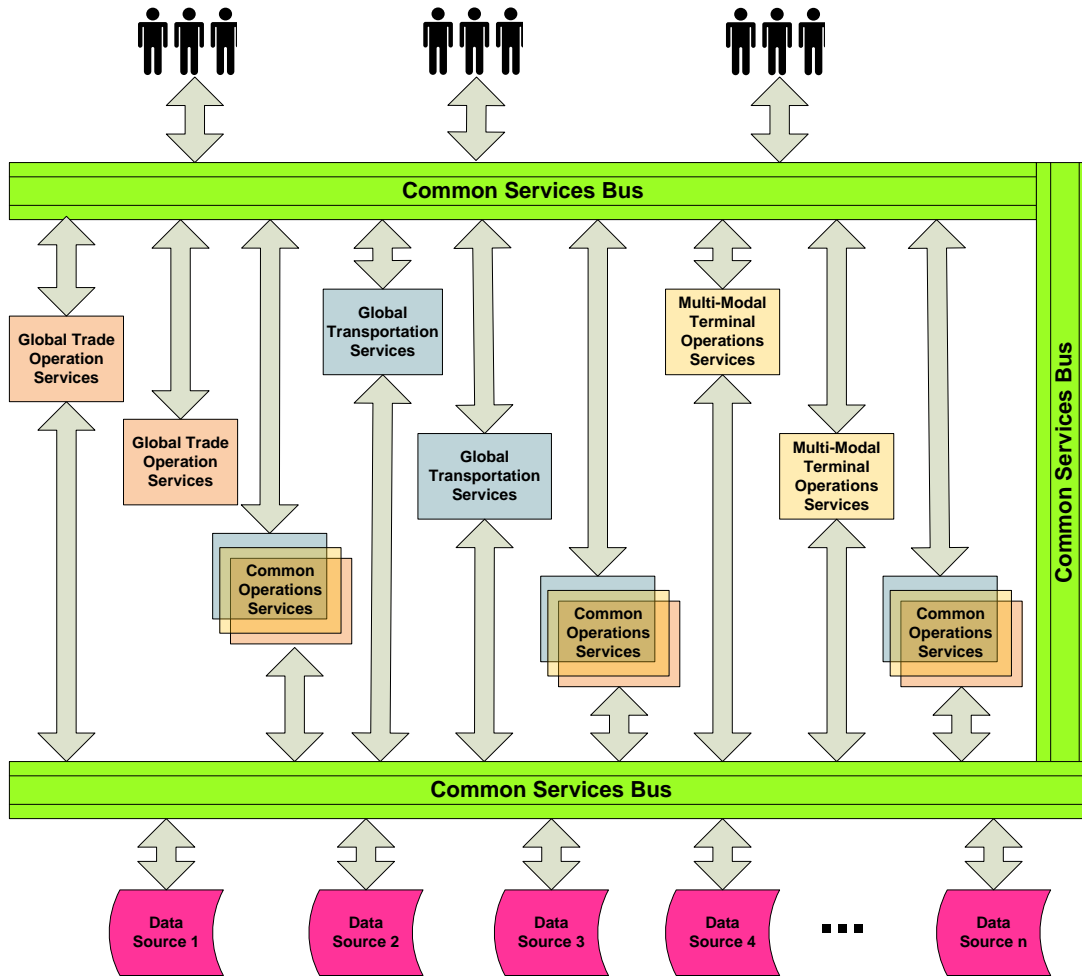 Common Services Bus
Common Services Bus
Global Trade
Operation
Services
Global Trade
Operation
Services
Common
Operations
Services
Global
Transportation
Services
Global
Transportation
Services
Common
Operations
Services
Multi-Modal
Terminal
Operations
Services
Multi-Modal
Terminal
Operations
Services
Common
Operations
Services
Common Services Bus
Data
Source 1
Data
Source 2
Data
Source 3
Data
Source 4
Data
Source n